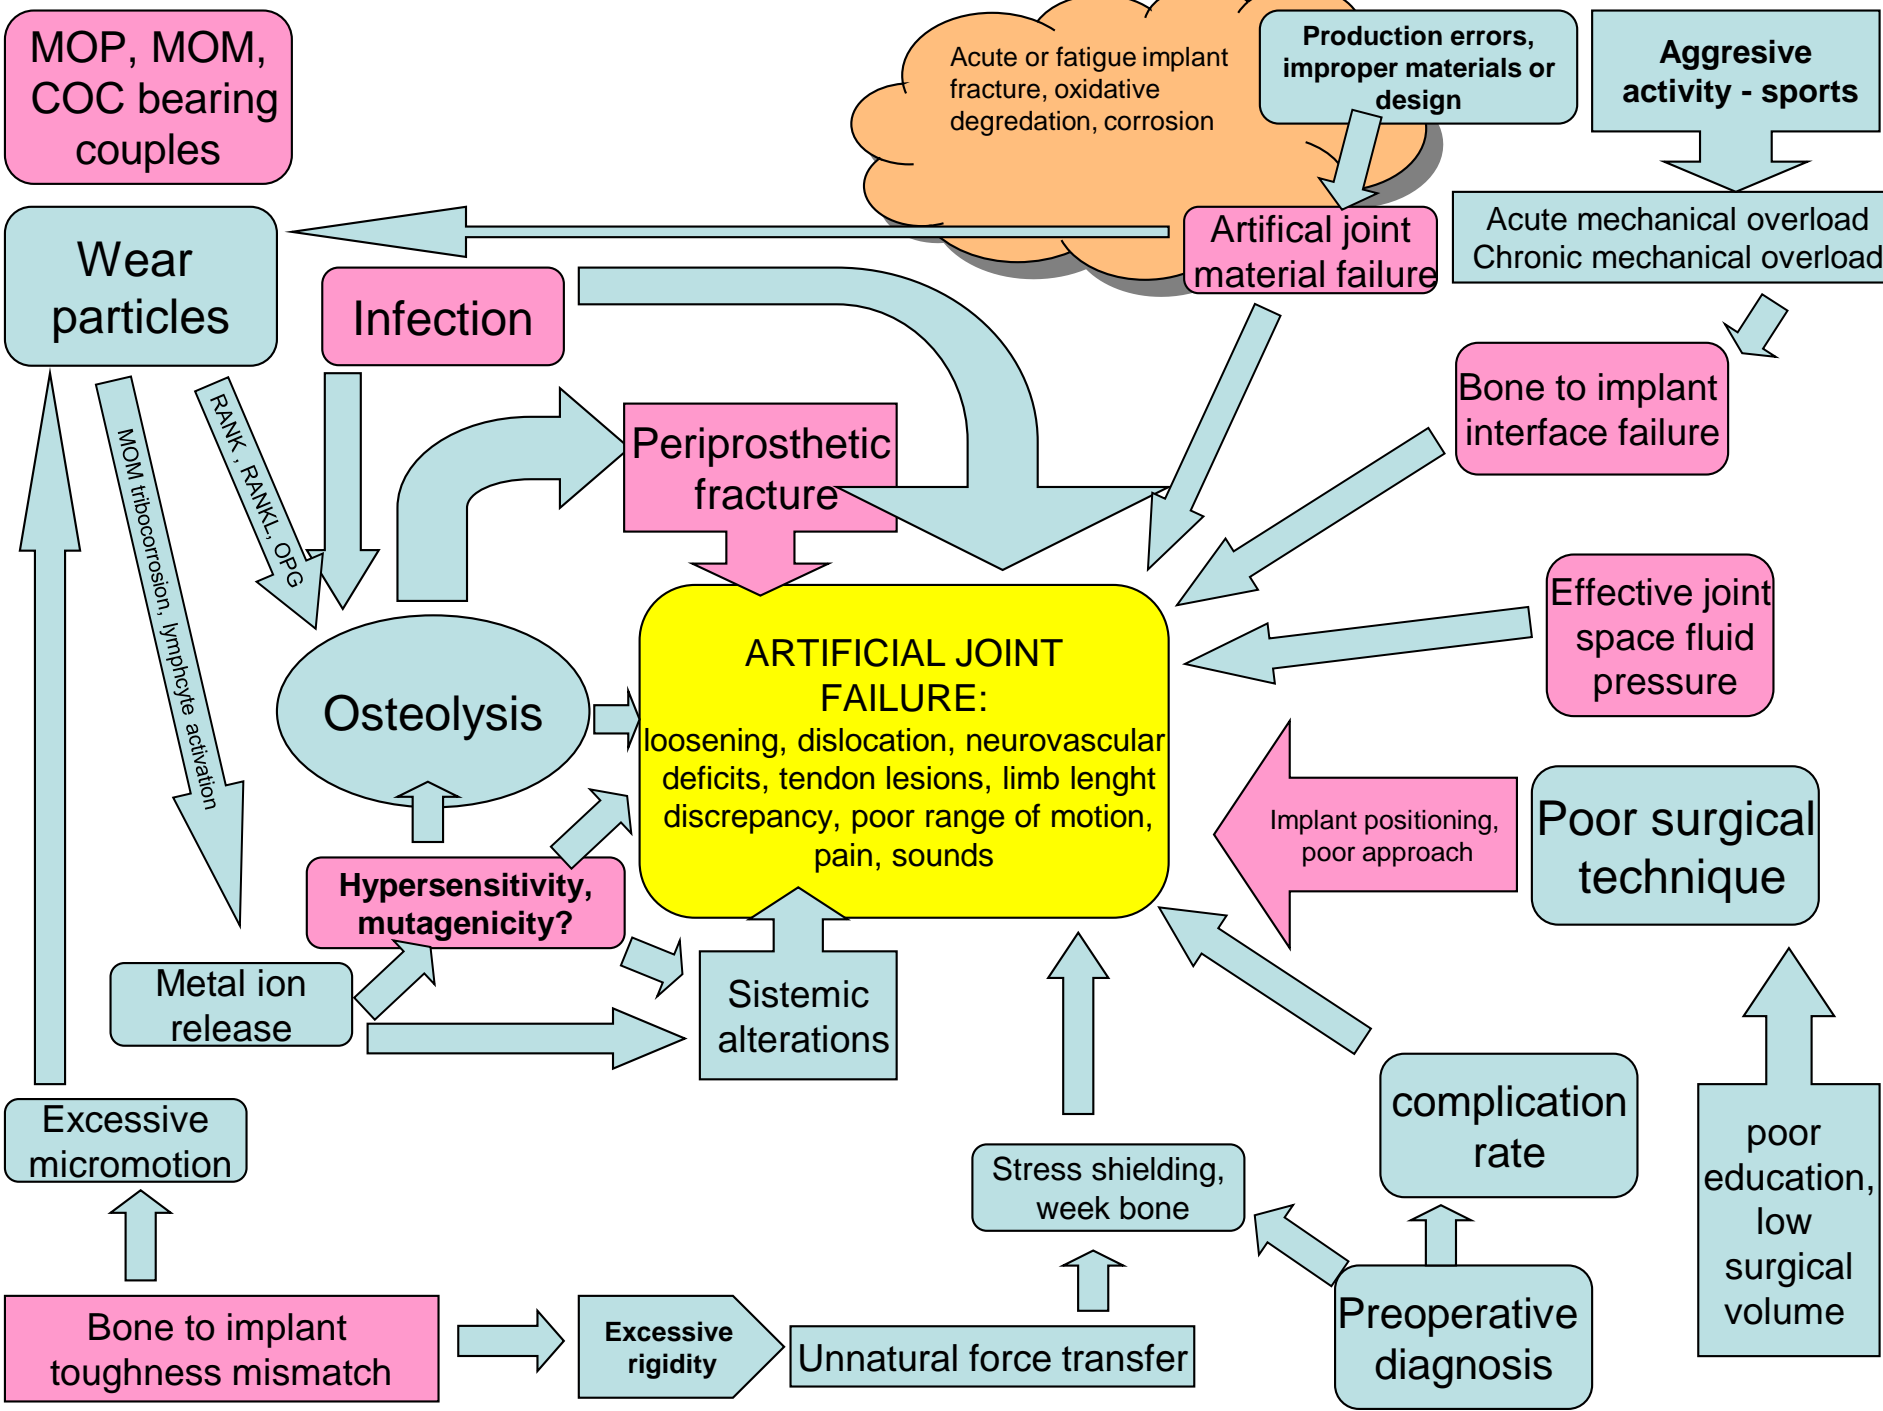 MOP, MOM,
COC bearing
couples
Acute or fatigue implant
fracture, oxidative
degredation, corrosion
Production errors,
improper materials or
design
Aggresive
activity - sports
Wear
particles
Infection
Artifical joint
material failure
Acute mechanical overload
Chronic mechanical overload
Bone to implant
interface failure
RANK , RANKL, OPG
MOM tribocorrosion, lymphcyte activation
Periprosthetic
fracture
Effective joint
space fluid
pressure
Osteolysis
ARTIFICIAL JOINT
FAILURE:
loosening, dislocation, neurovascular
deficits, tendon lesions, limb lenght
discrepancy, poor range of motion,
pain, sounds
Implant positioning,
poor approach
Poor surgical
technique
Hypersensitivity,
mutagenicity?
Metal ion
release
Sistemic
alterations
Excessive
micromotion
Stress shielding,
week bone
complication
rate
poor
education,
low
surgical
volume
Bone to implant
toughness mismatch
Excessive
rigidity
Unnatural force transfer
Preoperative
diagnosis